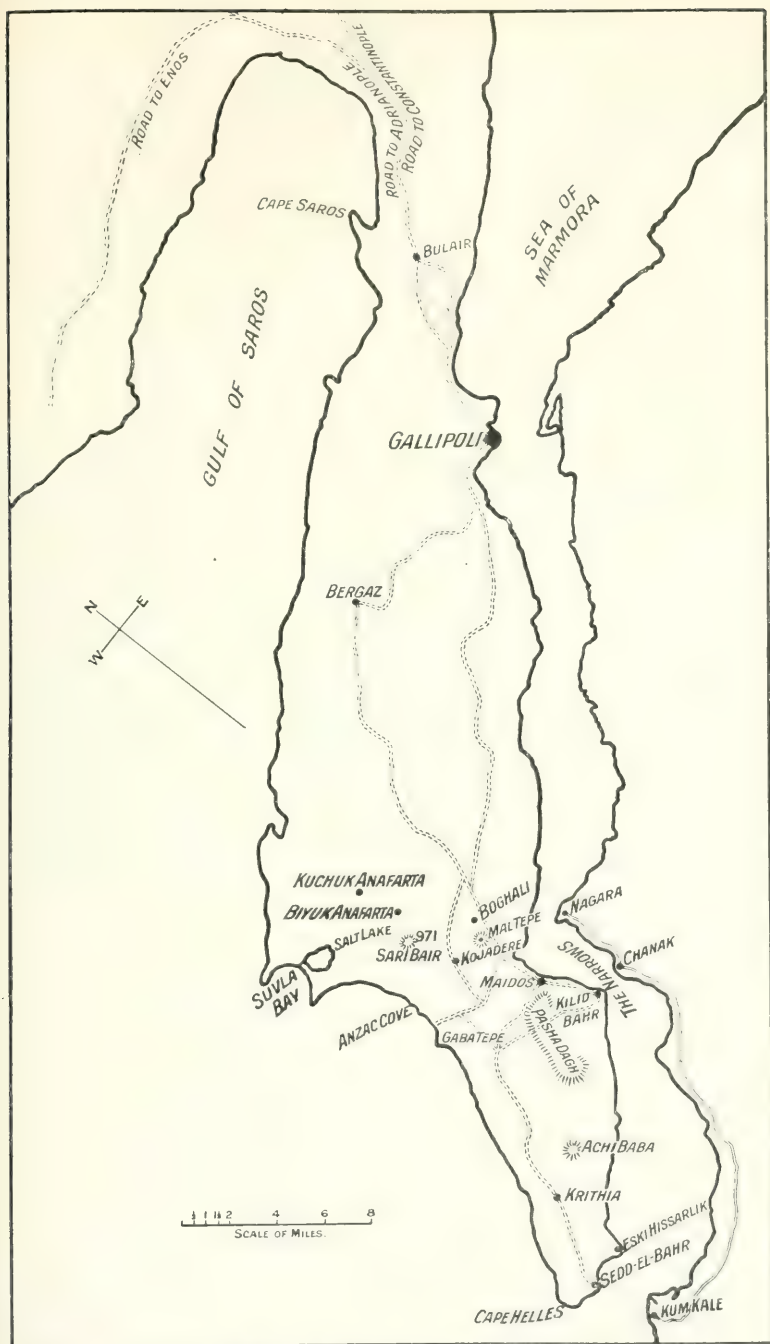 ROAD TO ENOS
ROAD TO ADRIANOPLE
ROAD TO CONSTANTINOPLE
CAPE SAROS
BULAIR
SEA OF
MARMORA
GULF OF SAROS
GALLIPOLI
BERGAZ
N
E
W
KUCHUK ANAFARTA
BIYUK ANAFARTA
BOGHALI
NAGARA
SALT LAKE
971
SARI BAIR
MALTEPE
KOJADERE
CHANAK
THE NARROWS
SUVLA
BAY
MAIDOS
KILID
BAHR
ANZAC COVE
GABA TEPE
PASHA DAGH
ACHI BABA
KRITHIA
2 4 6 8
SCALE OF MILES.
ESKI HISSARLIK
SEDD-EL-BAHR
CAPE HELLES
KUM KALE